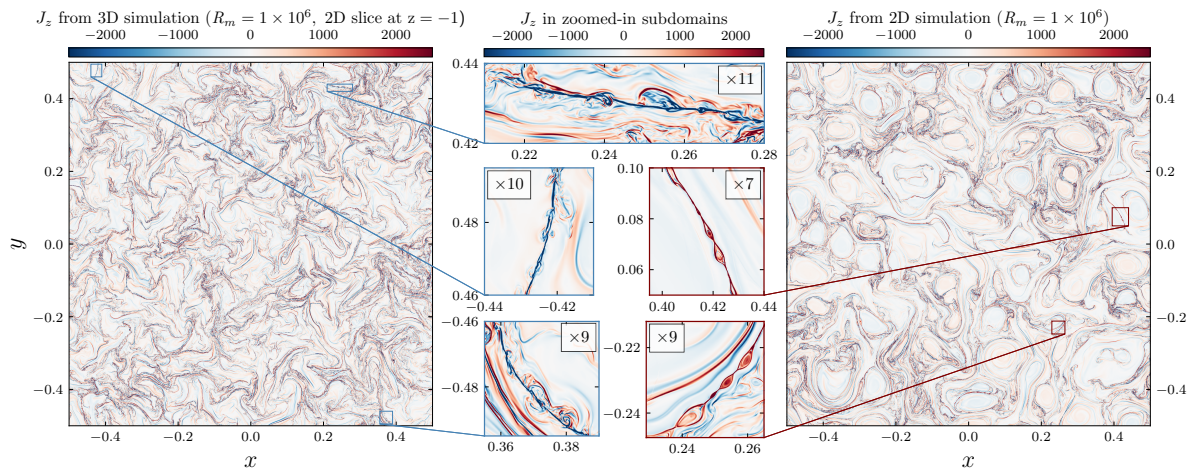 J_z from 3D simulation (R_m = 1 × 10^6, 2D slice at z = −1)
−2000 −1000 0 1000 2000
0.4
0.2
0.0
−0.2
−0.4
y
−0.4 −0.2 0.0 0.2 0.4
x
J_z in zoomed-in subdomains
−2000 −1000 0 1000 2000
×11
0.44
0.42
0.22 0.24 0.26 0.28
×10
0.48
0.46
−0.44 −0.42
×7
0.10
0.08
0.06
0.40 0.42 0.44
×9
−0.46
−0.48
0.36 0.38
×9
−0.22
−0.24
0.24 0.26
J_z from 2D simulation (R_m = 1 × 10^6)
−2000 −1000 0 1000 2000
0.4
0.2
0.0
−0.2
−0.4
−0.4 −0.2 0.0 0.2 0.4
x